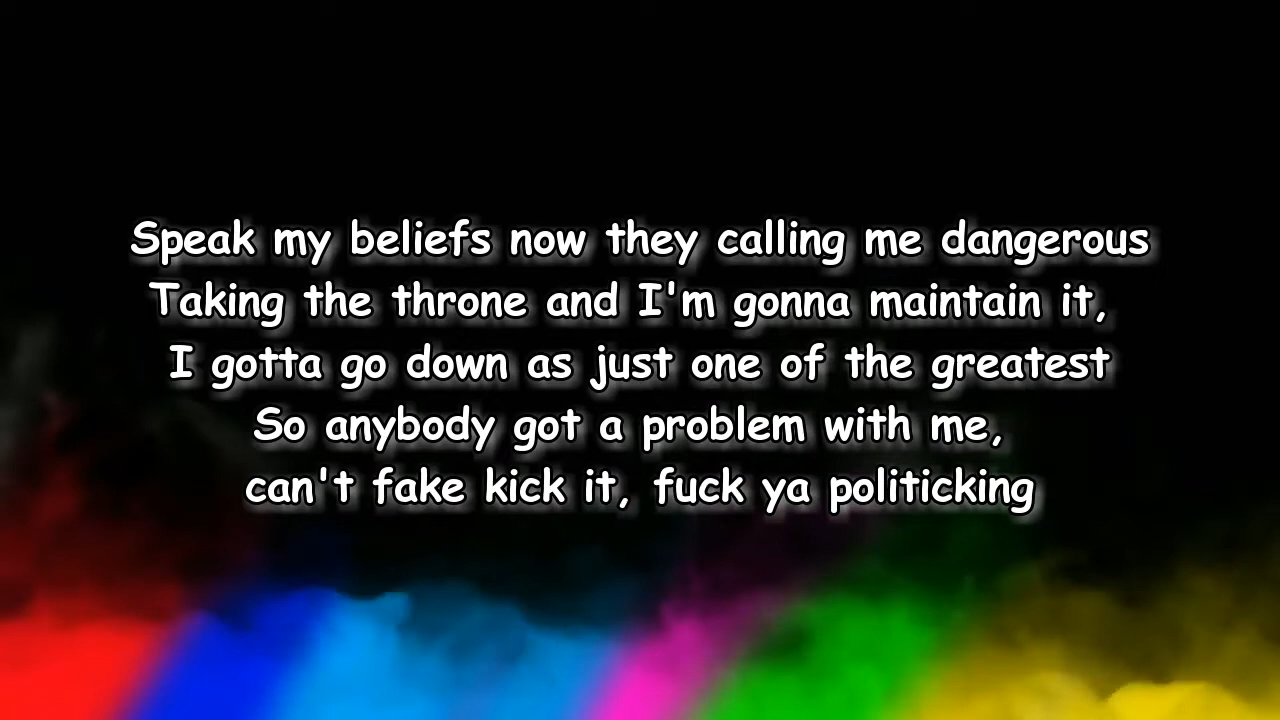 Speak my beliefs now they calling me dangerous
Taking the throne and I'm gonna maintain it,
I gotta go down as just one of the greatest
So anybody got a problem with me,
can't fake kick it, fuck ya politicking